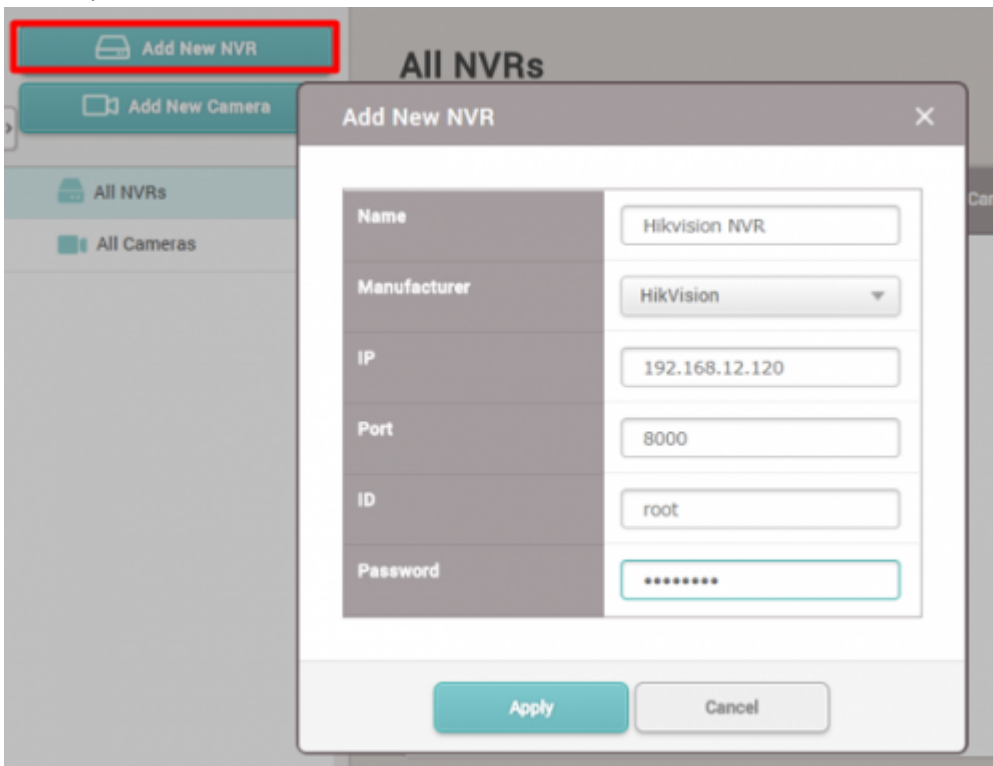 Add New NVR
All NVRs
Add New Camera
Add New NVR
All NVRs
All Cameras
Name
Hikvision NVR
Manufacturer
HikVision
IP
192.168.12.120
Port
8000
ID
root
Password
••••••••
Apply
Cancel